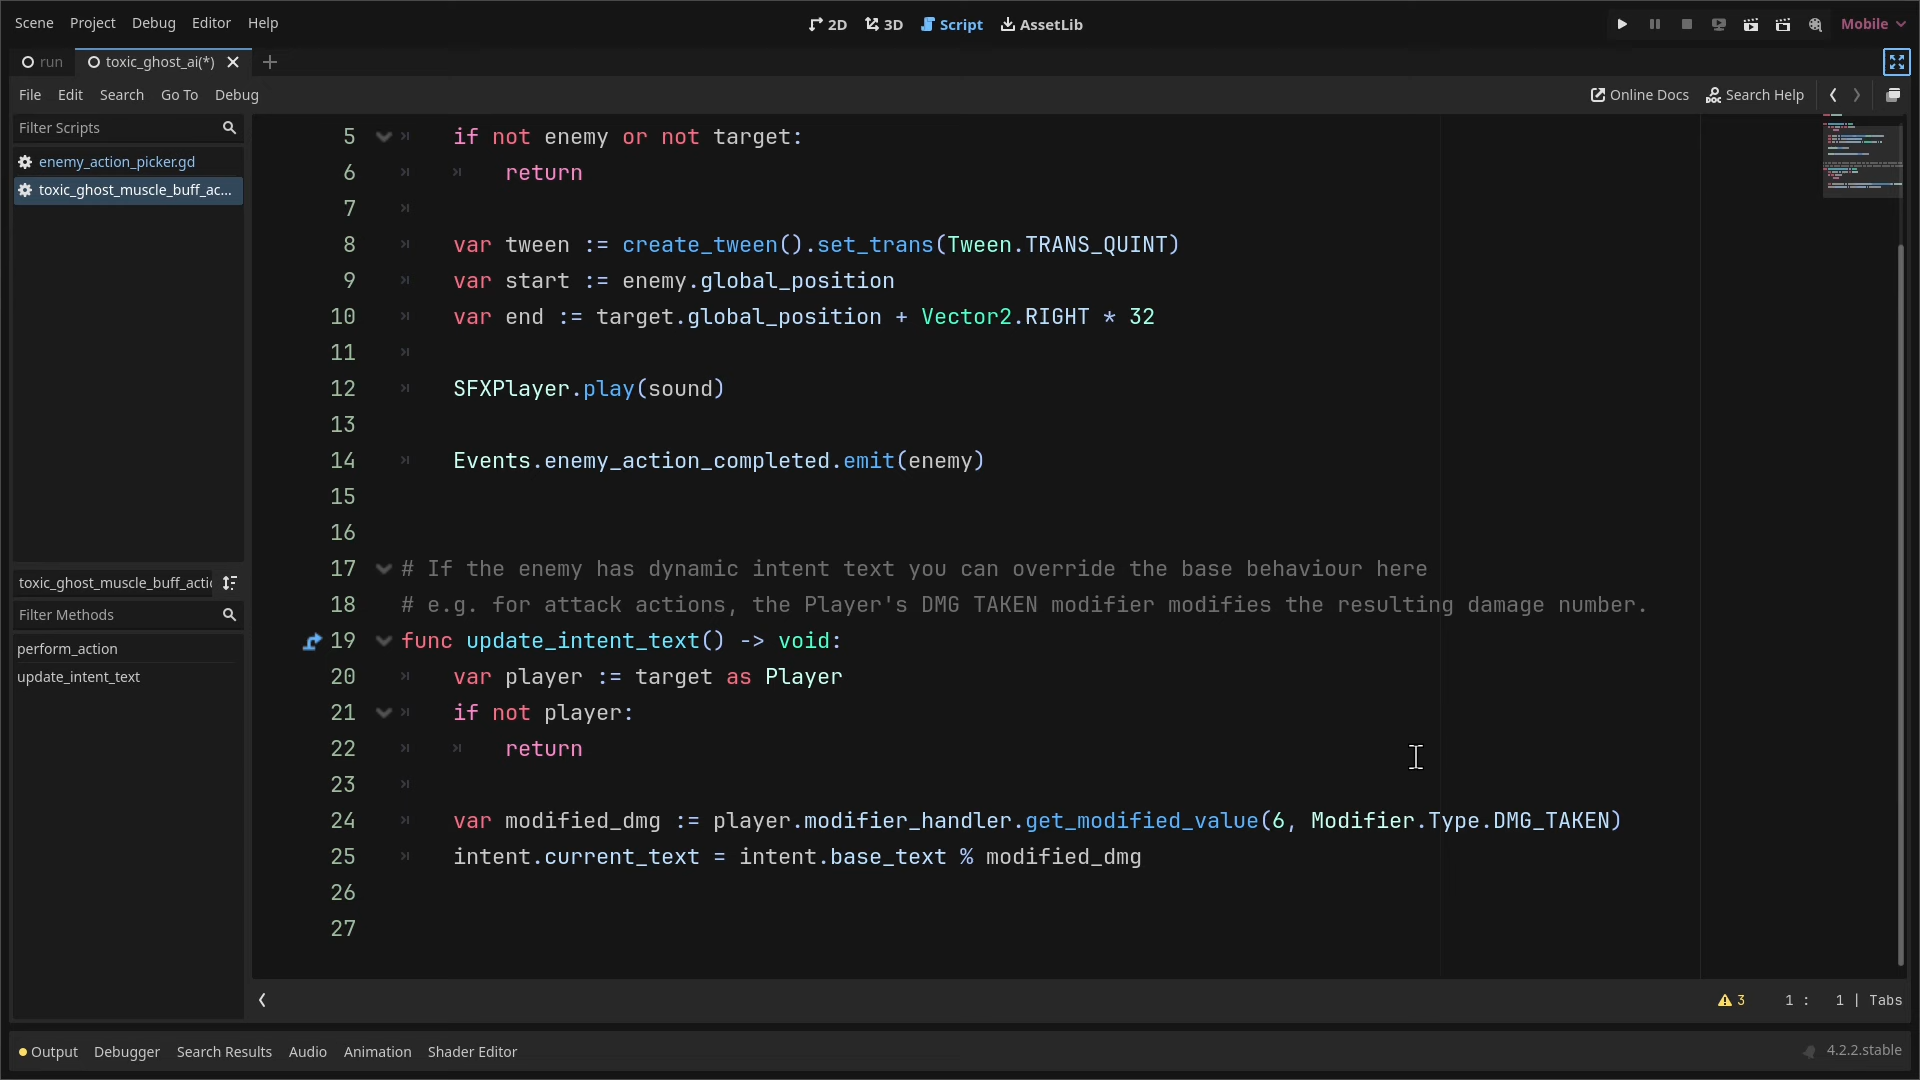 Scene Project Debug Editor Help
2D 3D Script AssetLib
Mobile
run toxic_ghost_ai(*)
File Edit Search Go To Debug
Online Docs Search Help
Filter Scripts
enemy_action_picker.gd
toxic_ghost_muscle_buff_ac...
toxic_ghost_muscle_buff_actio
Filter Methods
perform_action
update_intent_text
5 if not enemy or not target:
6 return
7
8 var tween := create_tween().set_trans(Tween.TRANS_QUINT)
9 var start := enemy.global_position
10 var end := target.global_position + Vector2.RIGHT * 32
11
12 SFXPlayer.play(sound)
13
14 Events.enemy_action_completed.emit(enemy)
15
16
17 # If the enemy has dynamic intent text you can override the base behaviour here
18 # e.g. for attack actions, the Player's DMG TAKEN modifier modifies the resulting damage number.
19 func update_intent_text() -> void:
20 var player := target as Player
21 if not player:
22 return
23
24 var modified_dmg := player.modifier_handler.get_modified_value(6, Modifier.Type.DMG_TAKEN)
25 intent.current_text = intent.base_text % modified_dmg
26
27
3 1 : 1 | Tabs
Output Debugger Search Results Audio Animation Shader Editor
4.2.2.stable